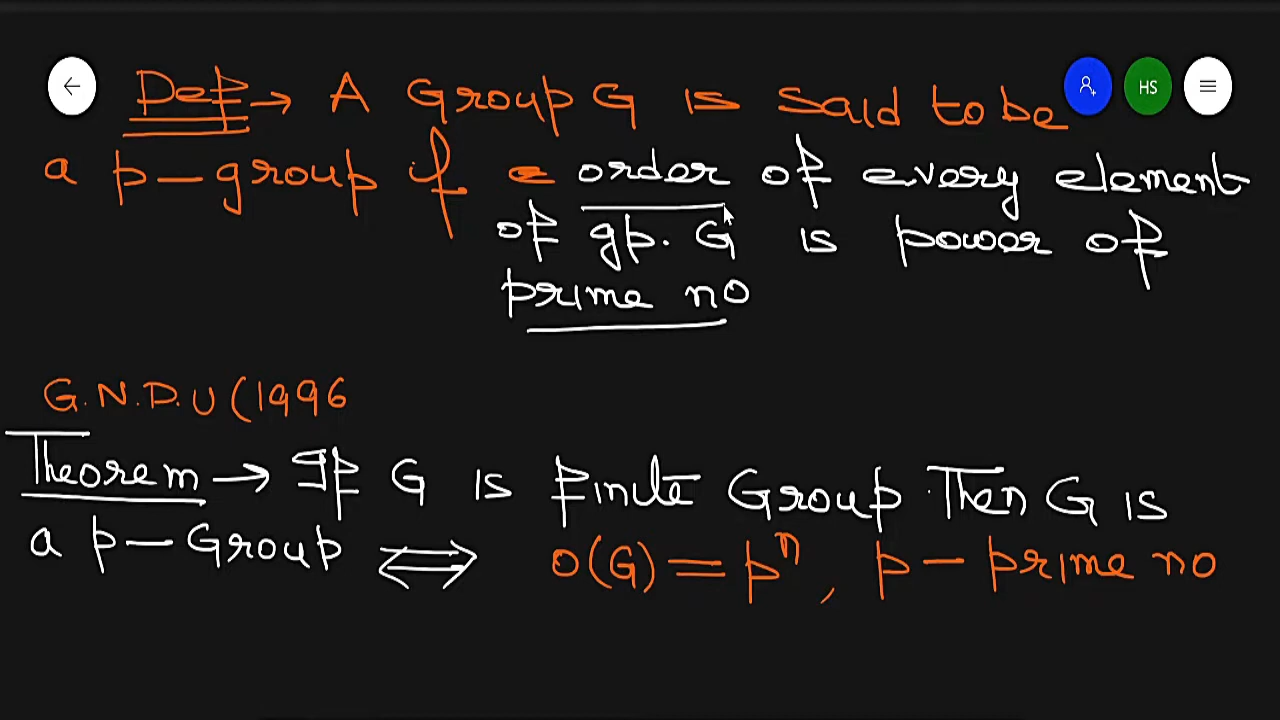 Def → A Group G is said to be
HS
a p-group if order of every element
of gp. G is power of
prime no
G.N.D.U (1996
Theorem → If G is finite Group. Then G is
a p-Group ⟺ O(G) = pⁿ, p - prime no